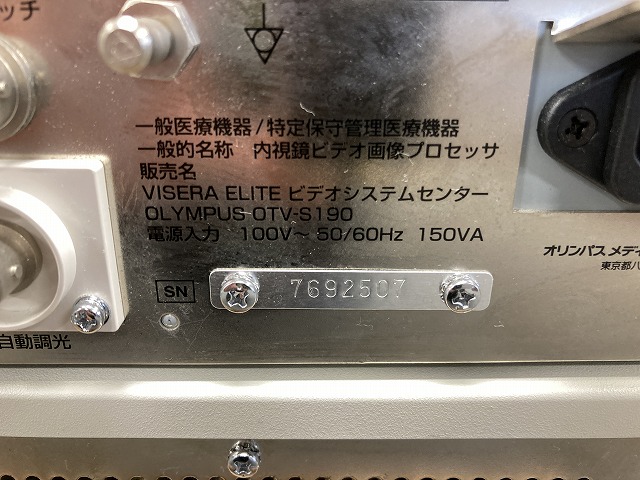 ッチ
一般医療機器/特定保守管理医療機器
一般的名称 内視鏡ビデオ画像プロセッサ
販売名
VISERA ELITE ビデオシステムセンター
OLYMPUS OTV-S190
電源入力 100V～ 50/60Hz 150VA
オリンパス メディ
東京都八
SN 7692507
自動調光